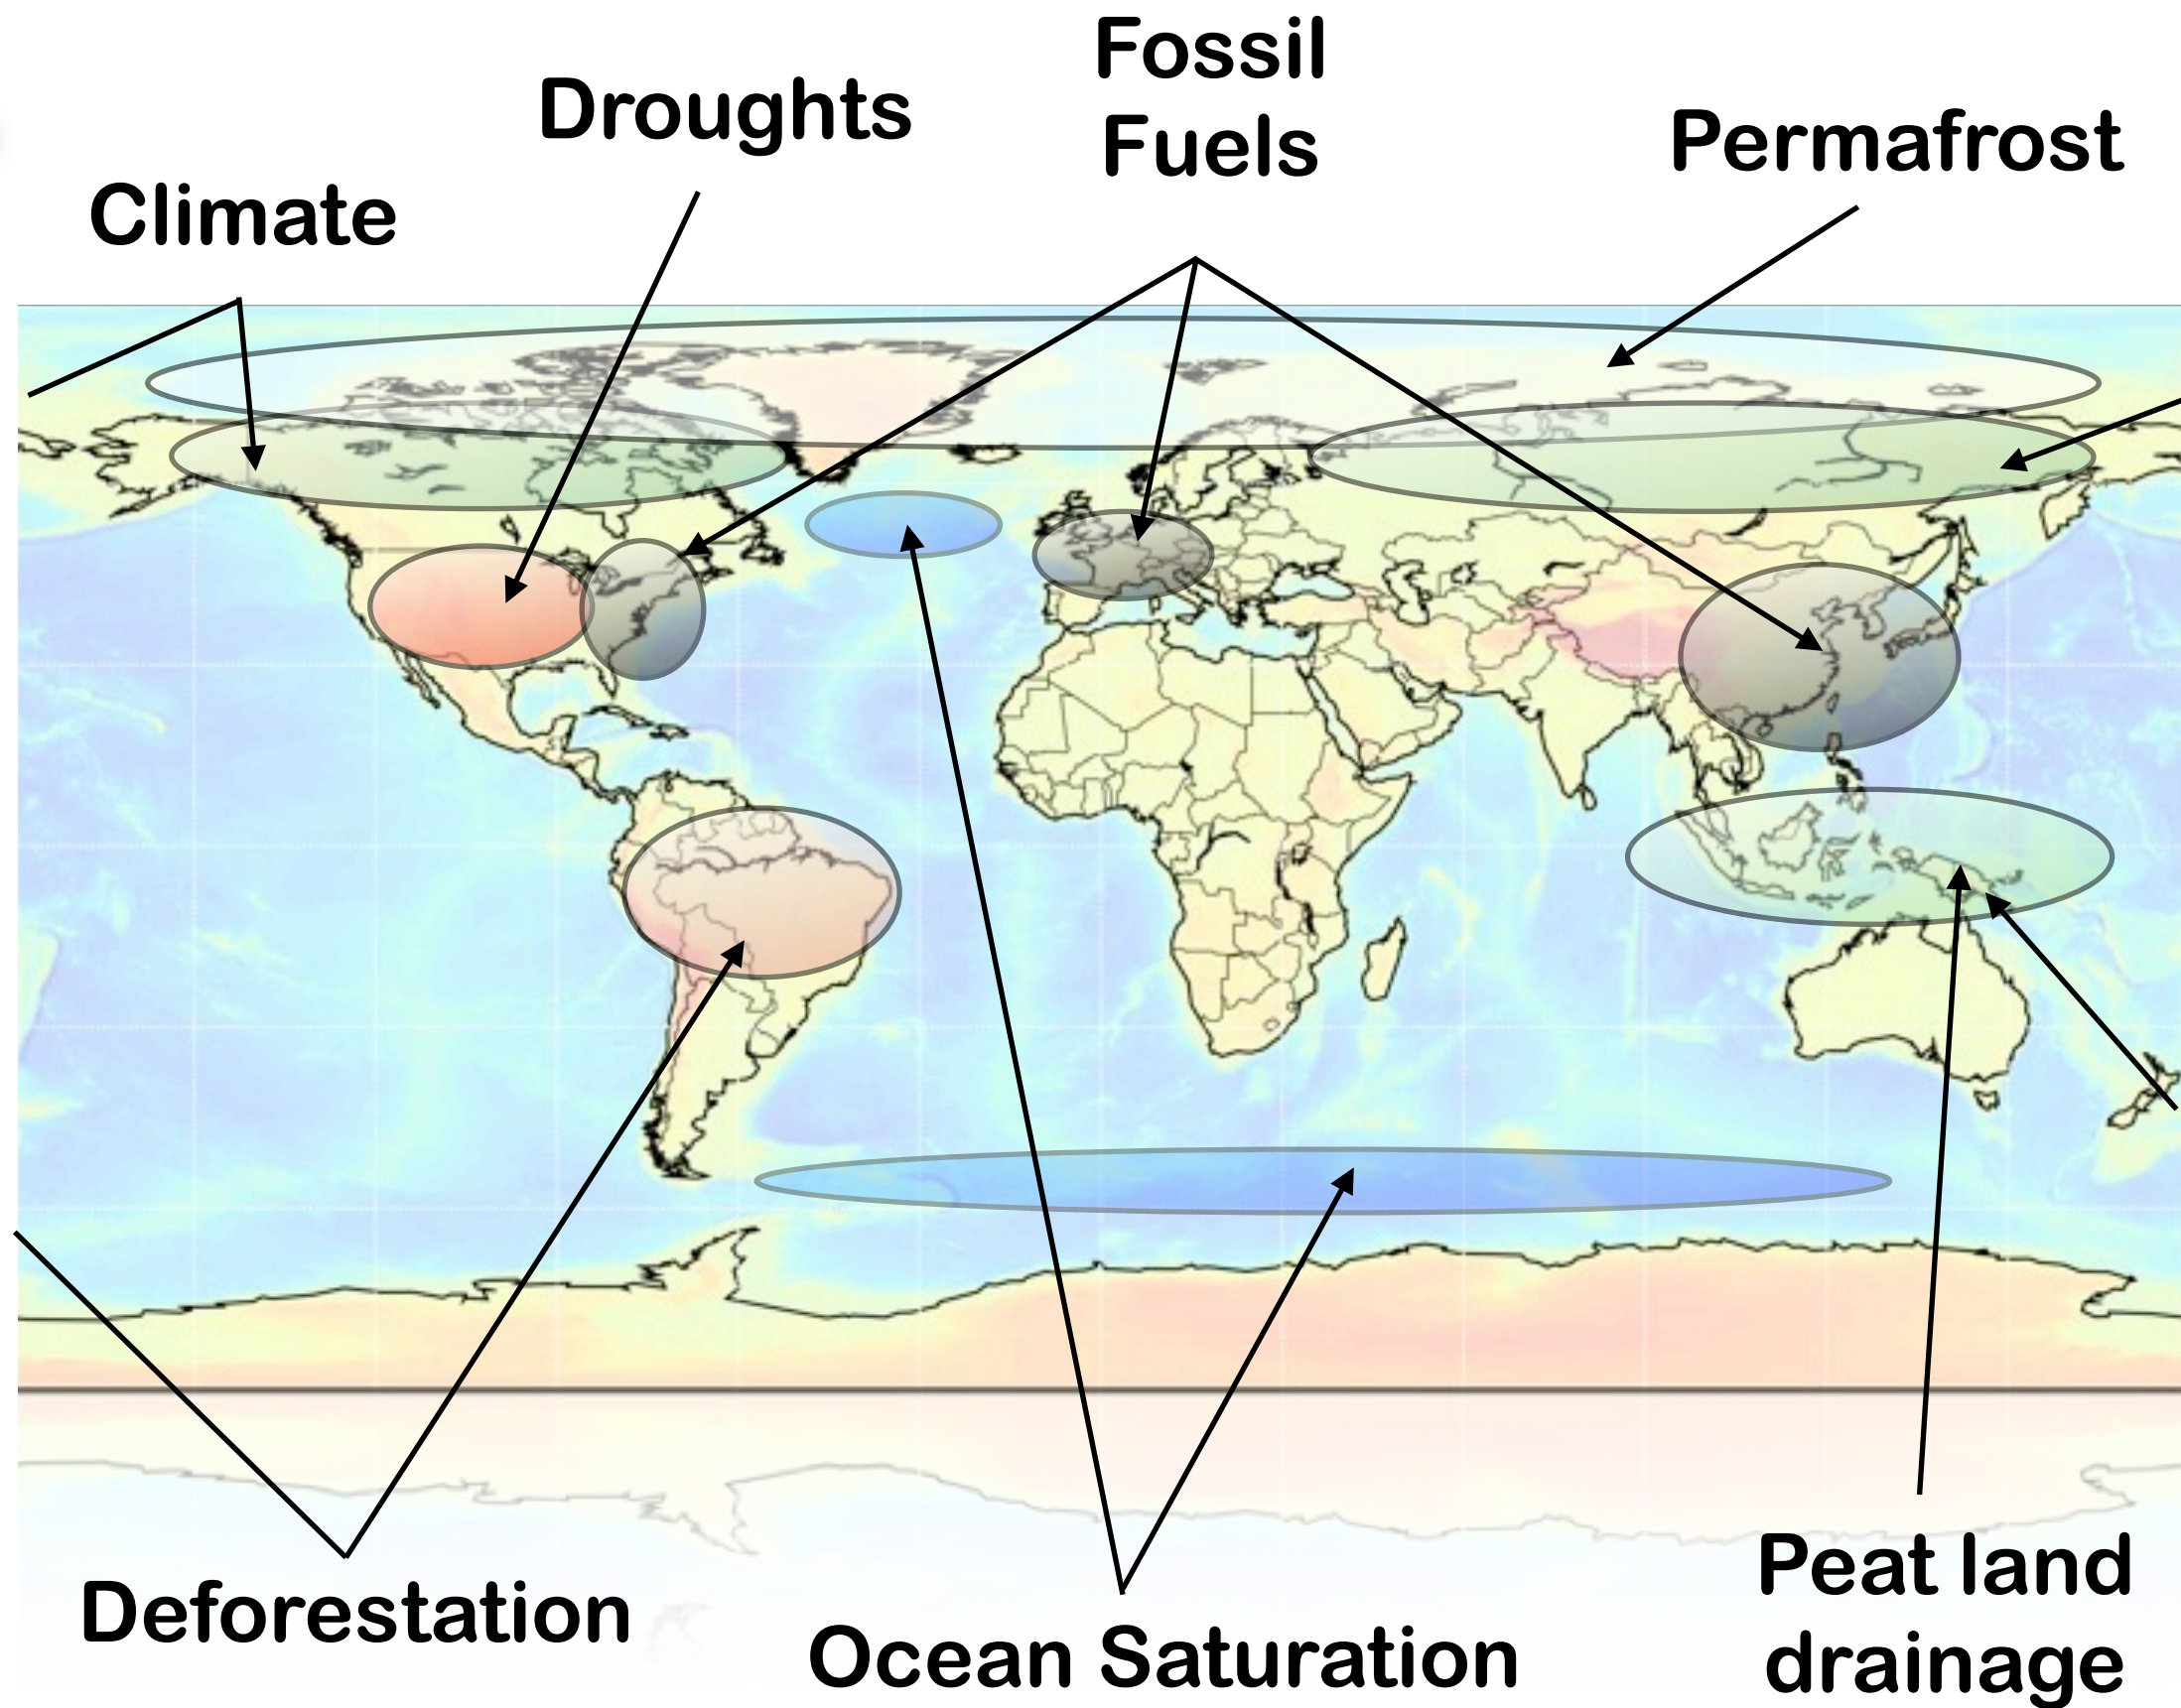 Fossil
Fuels
Droughts
Permafrost
Climate
Deforestation
Ocean Saturation
Peat land
drainage